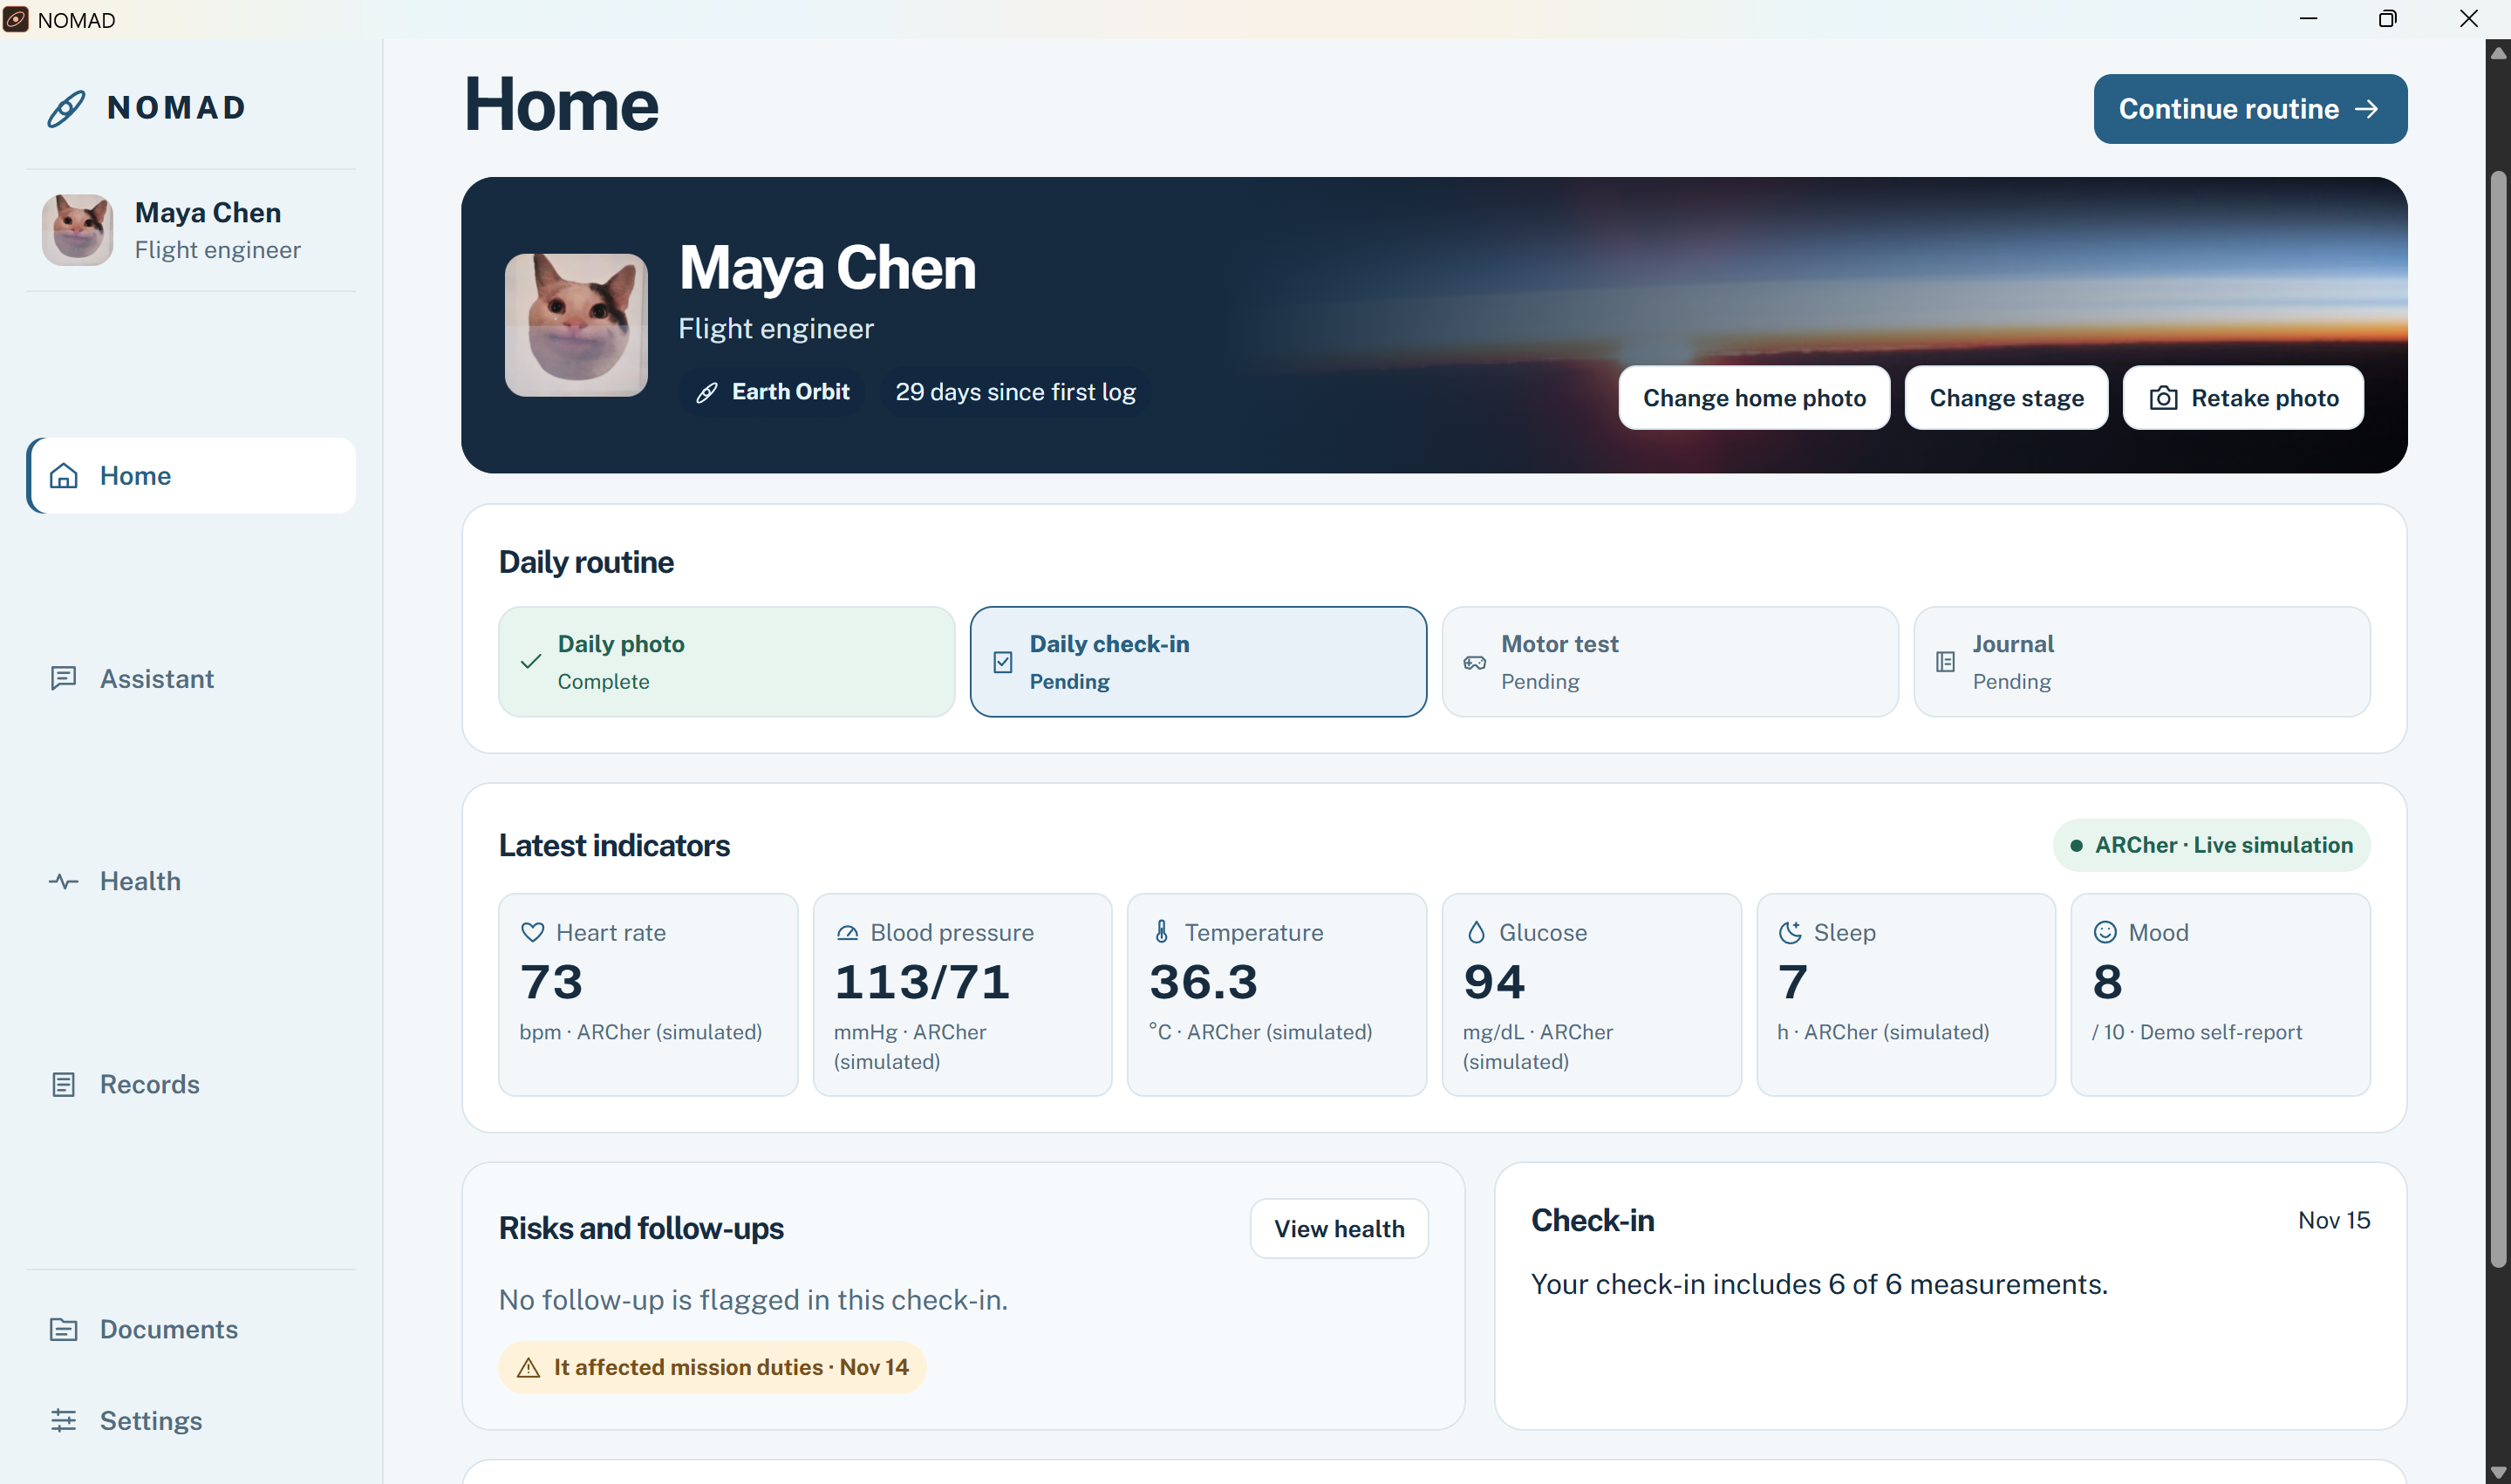 NOMAD
NOMAD
Maya Chen
Flight engineer
Home
Assistant
Health
Records
Documents
Settings
Home
Continue routine
Maya Chen
Flight engineer
Earth Orbit
29 days since first log
Change home photo
Change stage
Retake photo
Daily routine
Daily photo
Complete
Daily check-in
Pending
Motor test
Pending
Journal
Pending
Latest indicators
ARCher · Live simulation
Heart rate
73
bpm · ARCher (simulated)
Blood pressure
113/71
mmHg · ARCher
(simulated)
Temperature
36.3
°C · ARCher (simulated)
Glucose
94
mg/dL · ARCher
(simulated)
Sleep
7
h · ARCher (simulated)
Mood
8
/ 10 · Demo self-report
Risks and follow-ups
View health
No follow-up is flagged in this check-in.
It affected mission duties · Nov 14
Check-in
Nov 15
Your check-in includes 6 of 6 measurements.